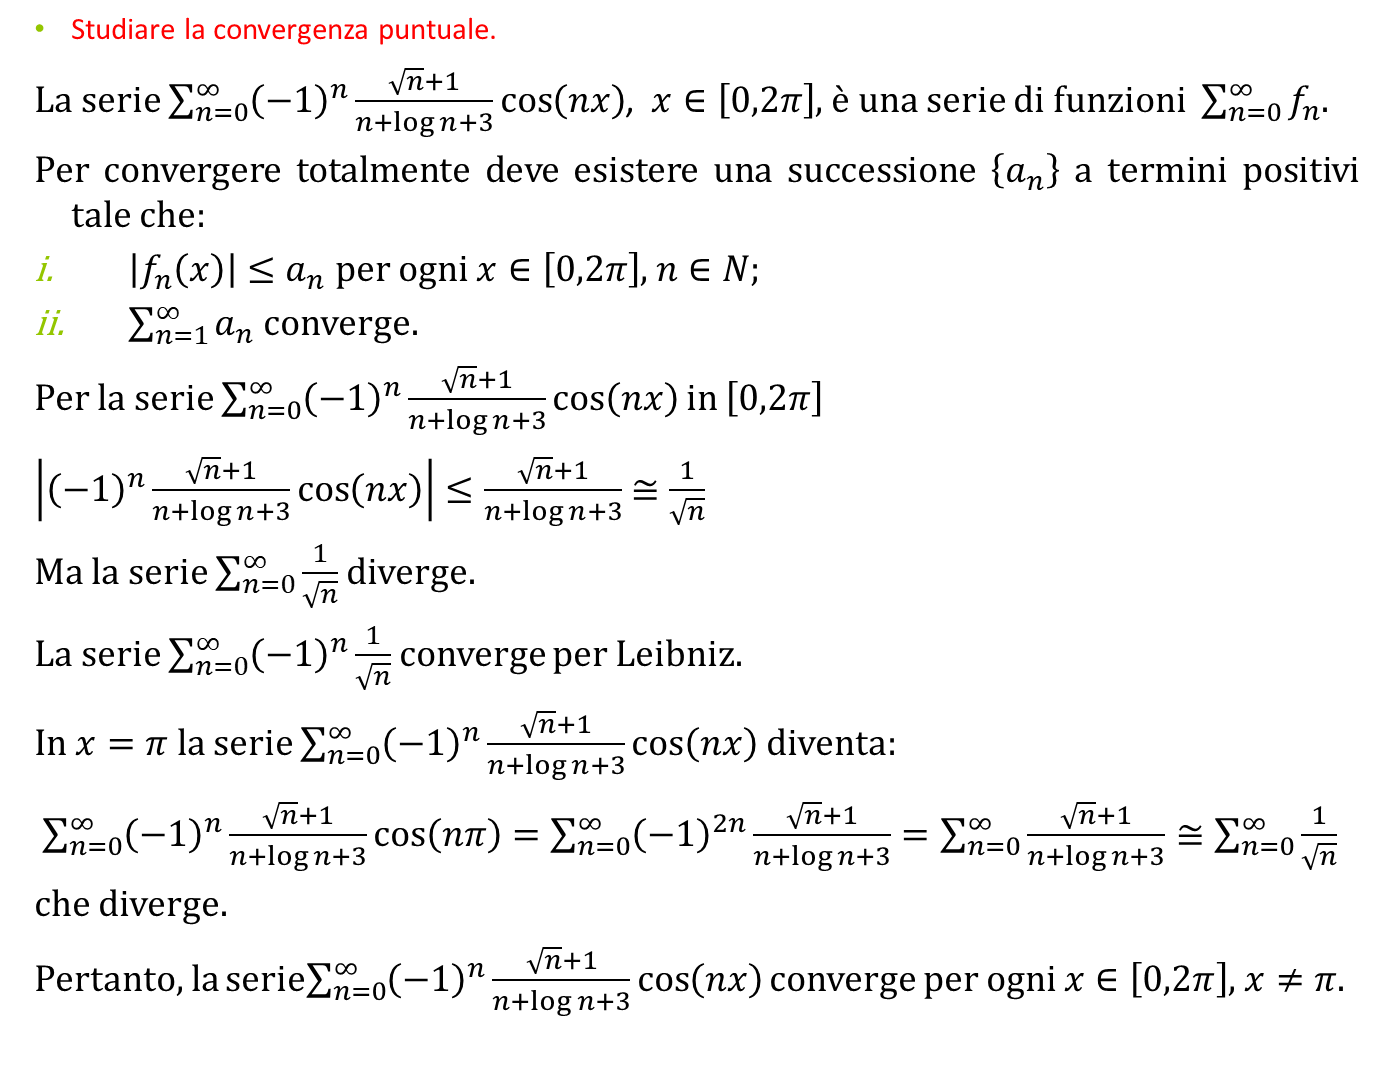 • Studiare la convergenza puntuale.
La serie ∑_{n=0}^{∞}(−1)^n (√n+1)/(n+log n+3) cos(nx), x ∈ [0,2π], è una serie di funzioni ∑_{n=0}^{∞} f_n.
Per convergere totalmente deve esistere una successione {a_n} a termini positivi
tale che:
i. |f_n(x)| ≤ a_n per ogni x ∈ [0,2π], n ∈ N;
ii. ∑_{n=1}^{∞} a_n converge.
Per la serie ∑_{n=0}^{∞}(−1)^n (√n+1)/(n+log n+3) cos(nx) in [0,2π]
|(−1)^n (√n+1)/(n+log n+3) cos(nx)| ≤ (√n+1)/(n+log n+3) ≅ 1/√n
Ma la serie ∑_{n=0}^{∞} 1/√n diverge.
La serie ∑_{n=0}^{∞}(−1)^n 1/√n converge per Leibniz.
In x = π la serie ∑_{n=0}^{∞}(−1)^n (√n+1)/(n+log n+3) cos(nx) diventa:
∑_{n=0}^{∞}(−1)^n (√n+1)/(n+log n+3) cos(nπ) = ∑_{n=0}^{∞}(−1)^{2n} (√n+1)/(n+log n+3) = ∑_{n=0}^{∞} (√n+1)/(n+log n+3) ≅ ∑_{n=0}^{∞} 1/√n
che diverge.
Pertanto, la serie∑_{n=0}^{∞}(−1)^n (√n+1)/(n+log n+3) cos(nx) converge per ogni x ∈ [0,2π], x ≠ π.